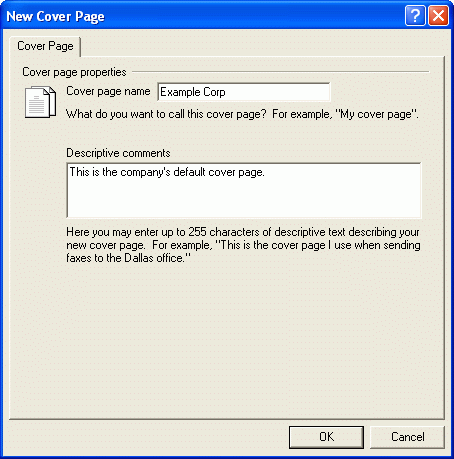 New Cover Page
Cover Page
Cover page properties
Cover page name Example Corp
What do you want to call this cover page?  For example, "My cover page".
Descriptive comments
This is the company's default cover page.
Here you may enter up to 255 characters of descriptive text describing your
new cover page.  For example, "This is the cover page I use when sending
faxes to the Dallas office."
OK Cancel